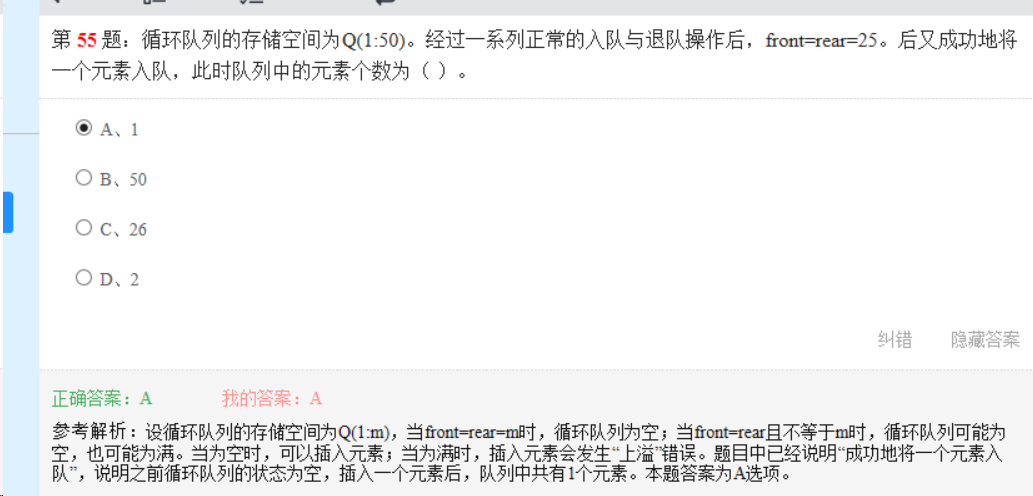 第 55 题：循环队列的存储空间为Q(1:50)。经过一系列正常的入队与退队操作后，front=rear=25。后又成功地将
一个元素入队，此时队列中的元素个数为（ ）。
A、1
B、50
C、26
D、2
纠错 隐藏答案
正确答案：A 我的答案：A
参考解析：设循环队列的存储空间为Q(1:m)，当front=rear=m时，循环队列为空；当front=rear且不等于m时，循环队列可能为
空，也可能为满。当为空时，可以插入元素；当为满时，插入元素会发生“上溢”错误。题目中已经说明“成功地将一个元素入
队”，说明之前循环队列的状态为空，插入一个元素后，队列中共有1个元素。本题答案为A选项。